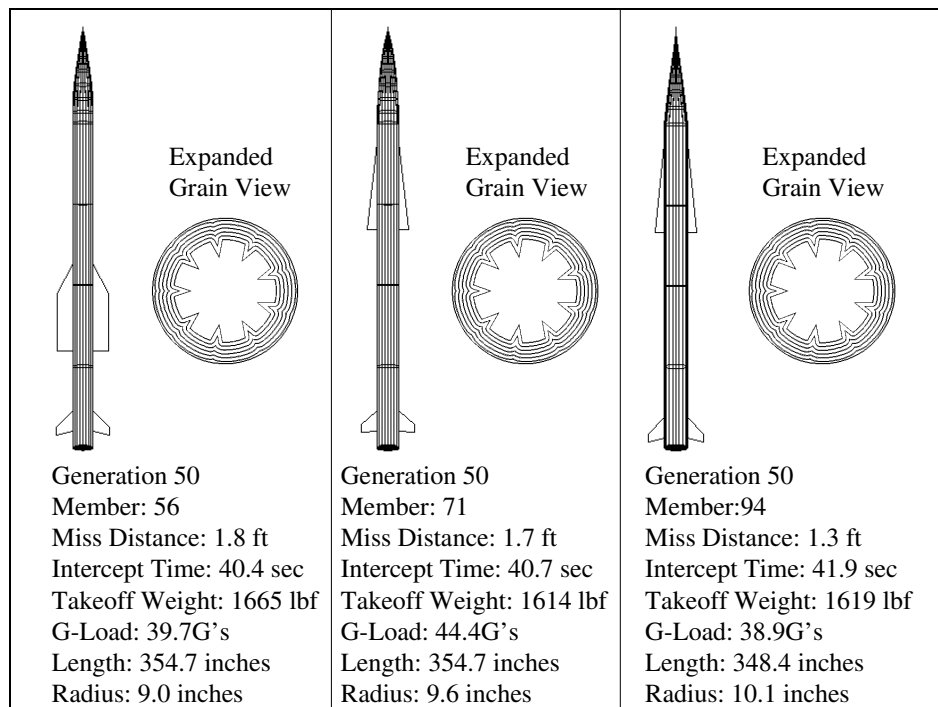 Expanded
Grain View
Generation 50
Member: 56
Miss Distance: 1.8 ft
Intercept Time: 40.4 sec
Takeoff Weight: 1665 lbf
G-Load: 39.7G's
Length: 354.7 inches
Radius: 9.0 inches
Expanded
Grain View
Generation 50
Member: 71
Miss Distance: 1.7 ft
Intercept Time: 40.7 sec
Takeoff Weight: 1614 lbf
G-Load: 44.4G's
Length: 354.7 inches
Radius: 9.6 inches
Expanded
Grain View
Generation 50
Member:94
Miss Distance: 1.3 ft
Intercept Time: 41.9 sec
Takeoff Weight: 1619 lbf
G-Load: 38.9G's
Length: 348.4 inches
Radius: 10.1 inches